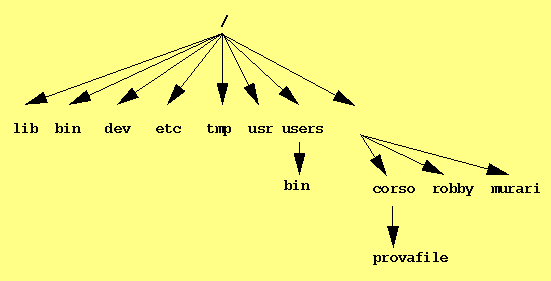 /
lib bin dev etc tmp usr users
bin corso robby murari
provafile